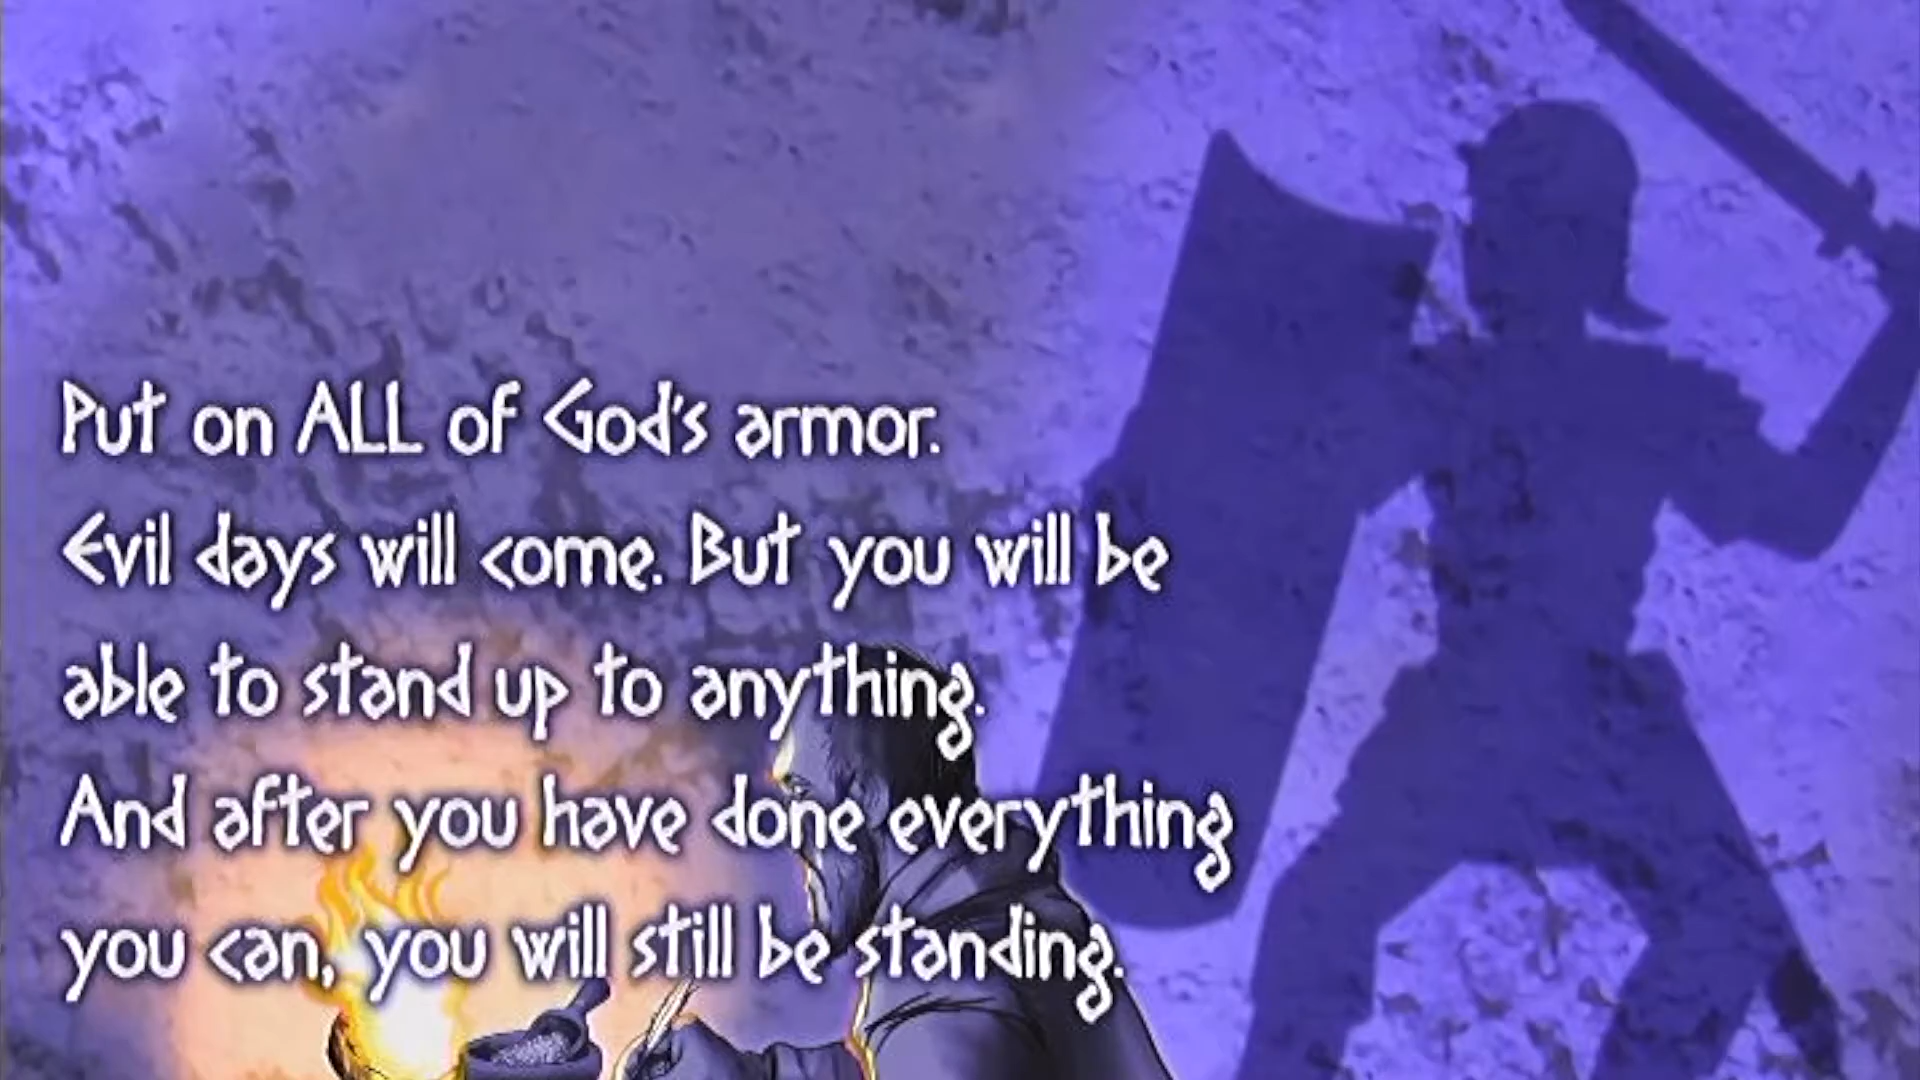 Put on ALL of God's armor.
Evil days will come. But you will be
able to stand up to anything.
And after you have done everything
you can, you will still be standing.